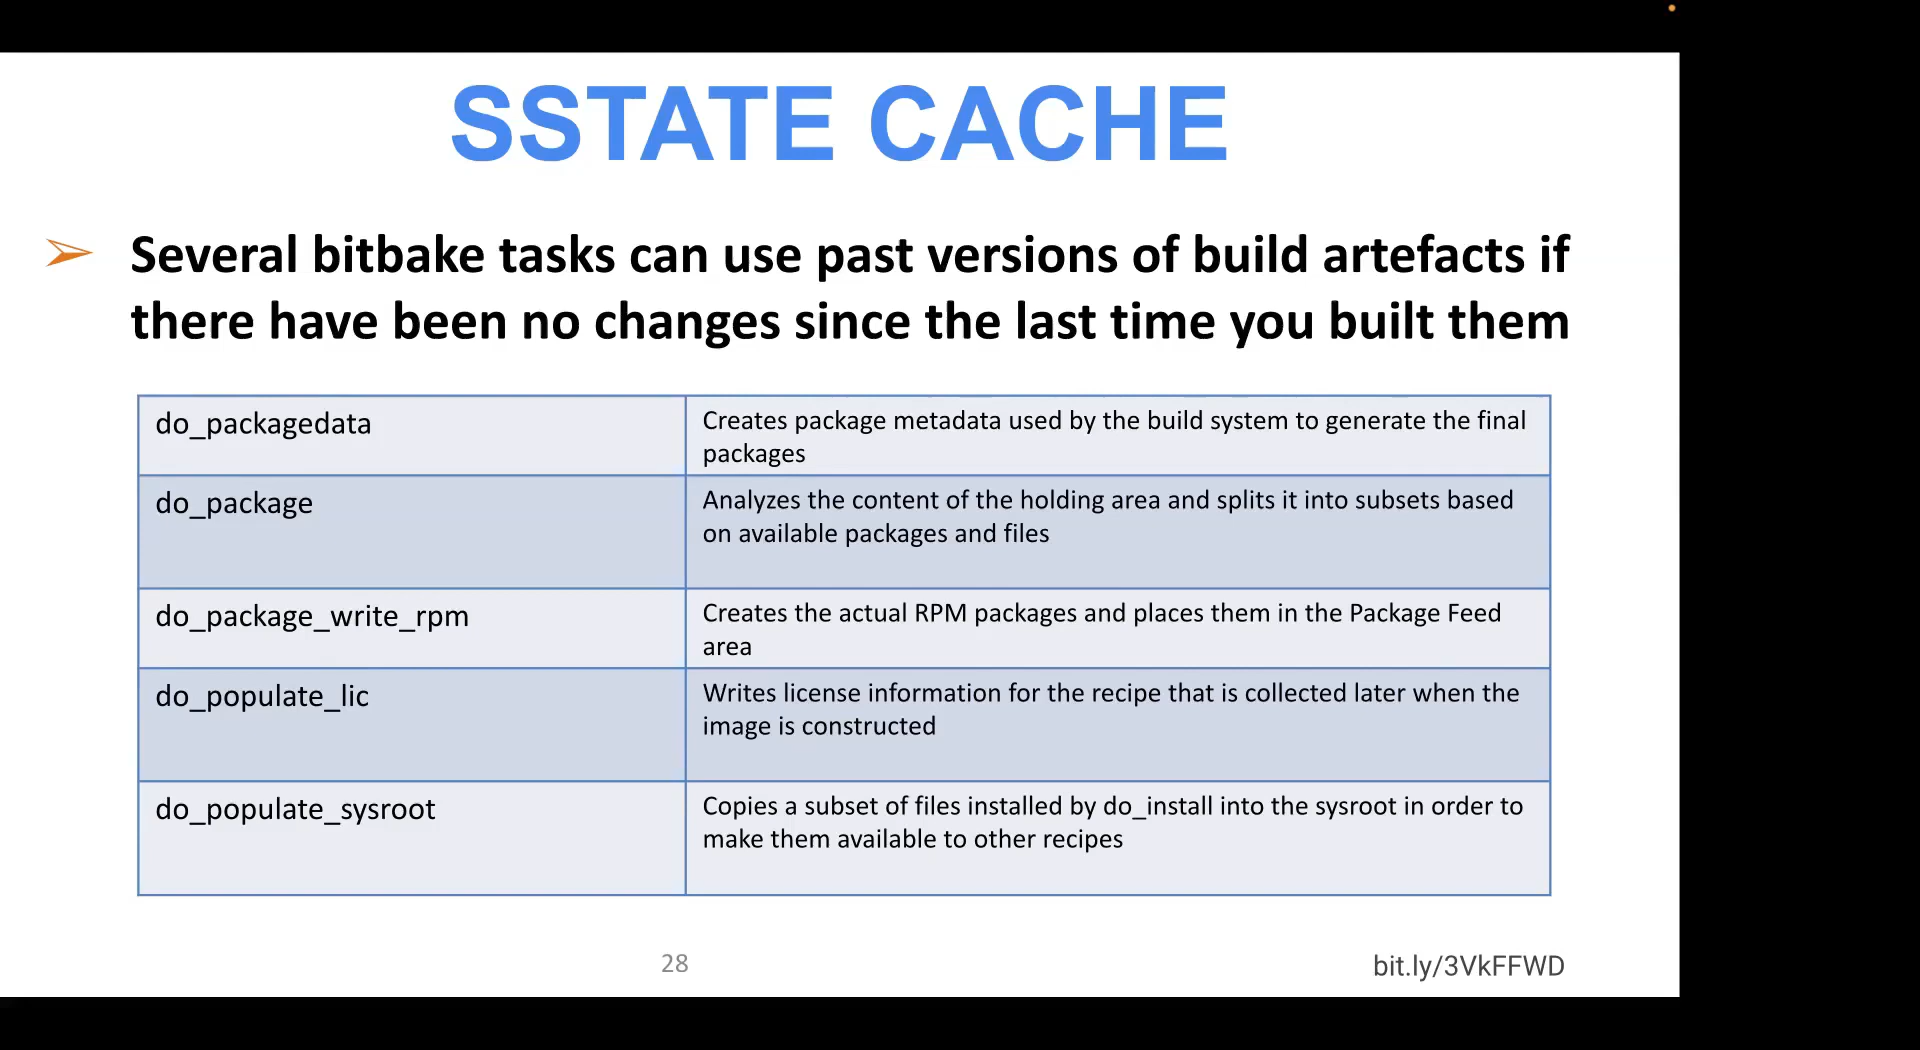 SSTATE CACHE
Several bitbake tasks can use past versions of build artefacts if
there have been no changes since the last time you built them
do_packagedata
Creates package metadata used by the build system to generate the final
packages
do_package
Analyzes the content of the holding area and splits it into subsets based
on available packages and files
do_package_write_rpm
Creates the actual RPM packages and places them in the Package Feed
area
do_populate_lic
Writes license information for the recipe that is collected later when the
image is constructed
do_populate_sysroot
Copies a subset of files installed by do_install into the sysroot in order to
make them available to other recipes
28
bit.ly/3VkFFWD